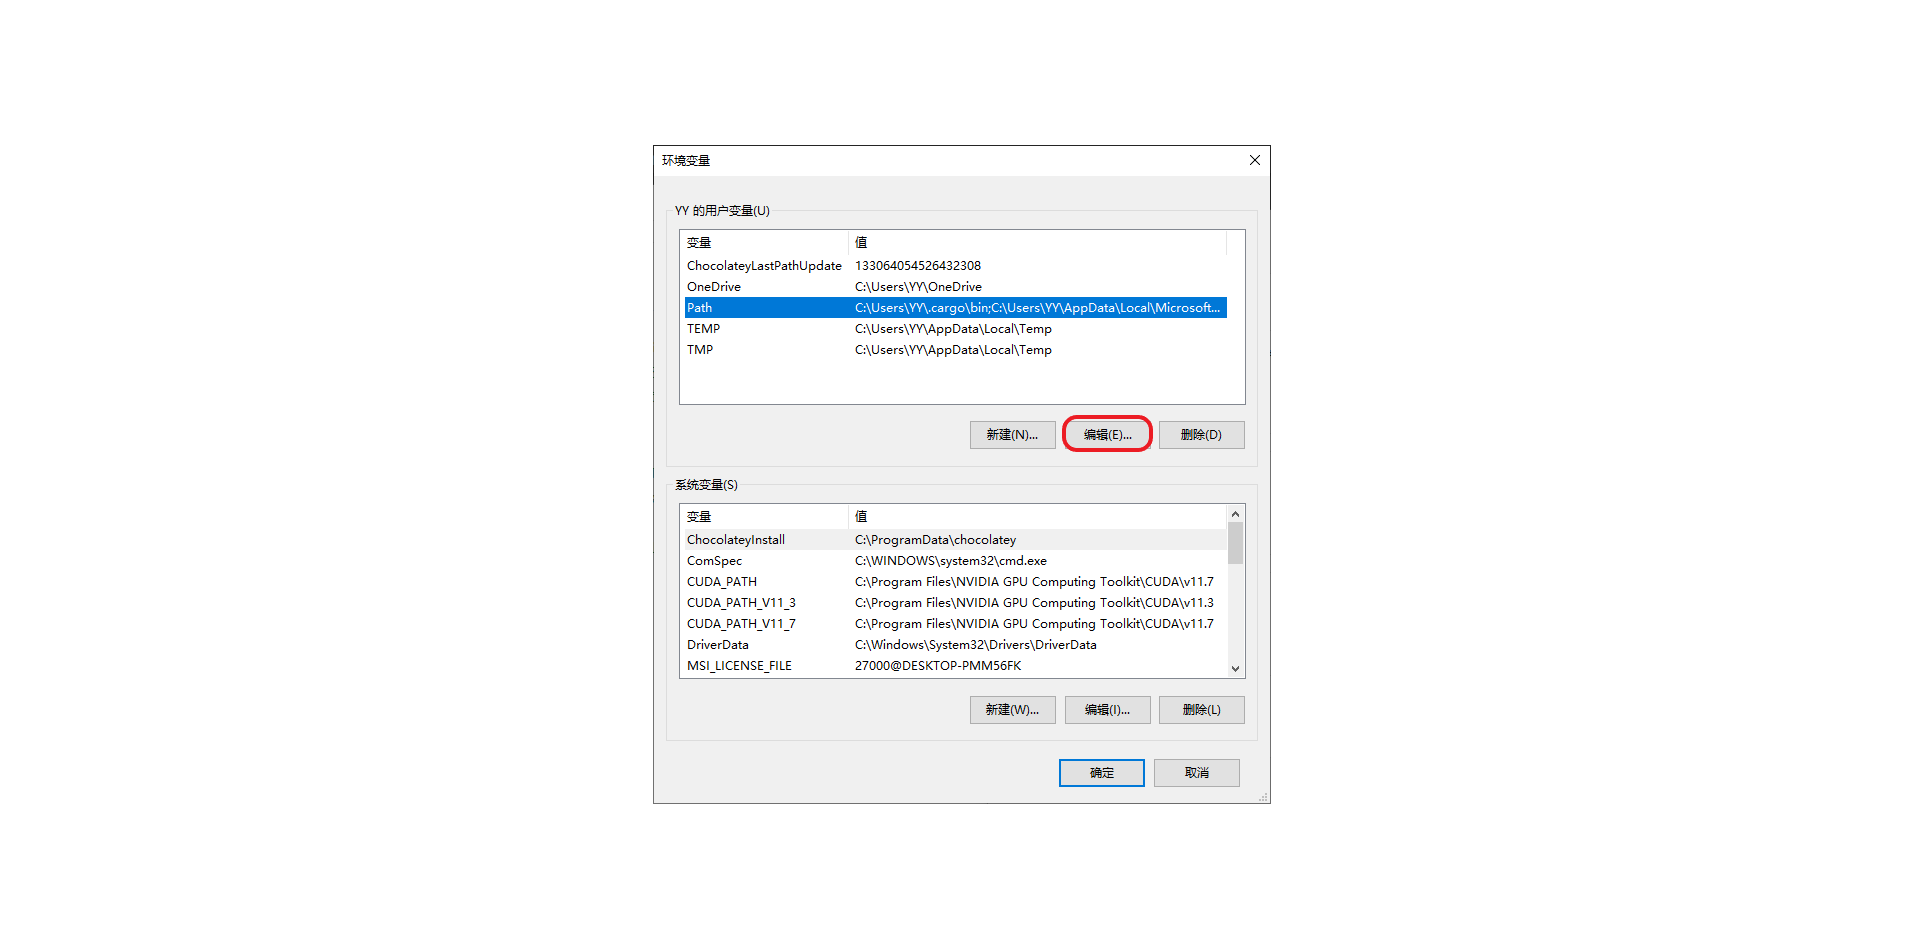 环境变量
YY 的用户变量(U)
变量 值
ChocolateyLastPathUpdate 133064054526432308
OneDrive C:\Users\YY\OneDrive
Path C:\Users\YY\.cargo\bin;C:\Users\YY\AppData\Local\Microsoft...
TEMP C:\Users\YY\AppData\Local\Temp
TMP C:\Users\YY\AppData\Local\Temp
新建(N)... 编辑(E)... 删除(D)
系统变量(S)
变量 值
ChocolateyInstall C:\ProgramData\chocolatey
ComSpec C:\WINDOWS\system32\cmd.exe
CUDA_PATH C:\Program Files\NVIDIA GPU Computing Toolkit\CUDA\v11.7
CUDA_PATH_V11_3 C:\Program Files\NVIDIA GPU Computing Toolkit\CUDA\v11.3
CUDA_PATH_V11_7 C:\Program Files\NVIDIA GPU Computing Toolkit\CUDA\v11.7
DriverData C:\Windows\System32\Drivers\DriverData
MSI_LICENSE_FILE 27000@DESKTOP-PMM56FK
新建(W)... 编辑(I)... 删除(L)
确定 取消